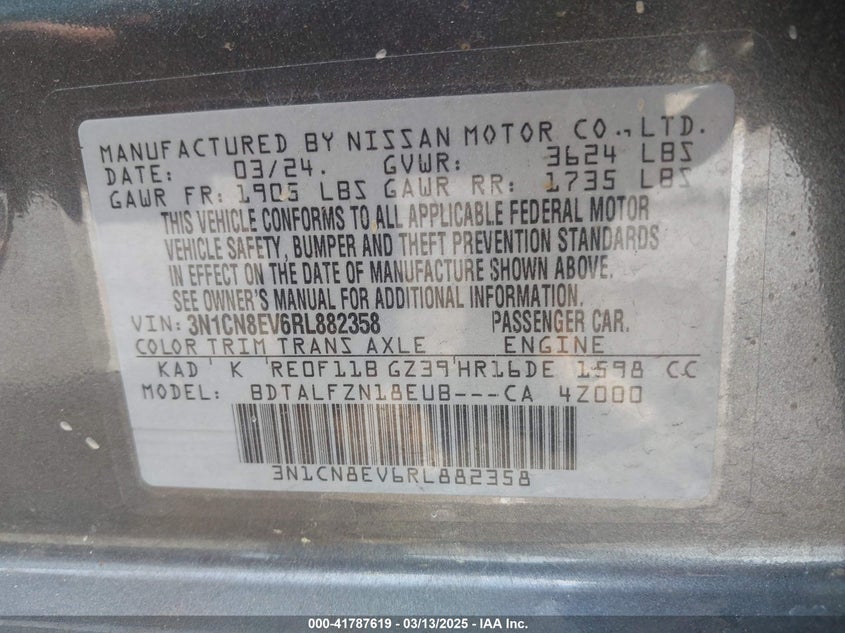 MANUFACTURED BY NISSAN MOTOR CO., LTD.
DATE: 03/24. GVWR: 3624 LBS
GAWR FR: 1905 LBS GAWR RR: 1735 LBS
THIS VEHICLE CONFORMS TO ALL APPLICABLE FEDERAL MOTOR
VEHICLE SAFETY, BUMPER AND THEFT PREVENTION STANDARDS
IN EFFECT ON THE DATE OF MANUFACTURE SHOWN ABOVE.
SEE OWNER'S MANUAL FOR ADDITIONAL INFORMATION.
VIN: 3N1CN8EV6RL882358 PASSENGER CAR.
COLOR TRIM TRANS AXLE ENGINE
KAD K RE0F11B GZ39 HR16DE 1598 CC
MODEL: BDTALFZN18EUB---CA 4Z000
3N1CN8EV6RL882358
000-41787619 — 03/13/2025 — IAA Inc.